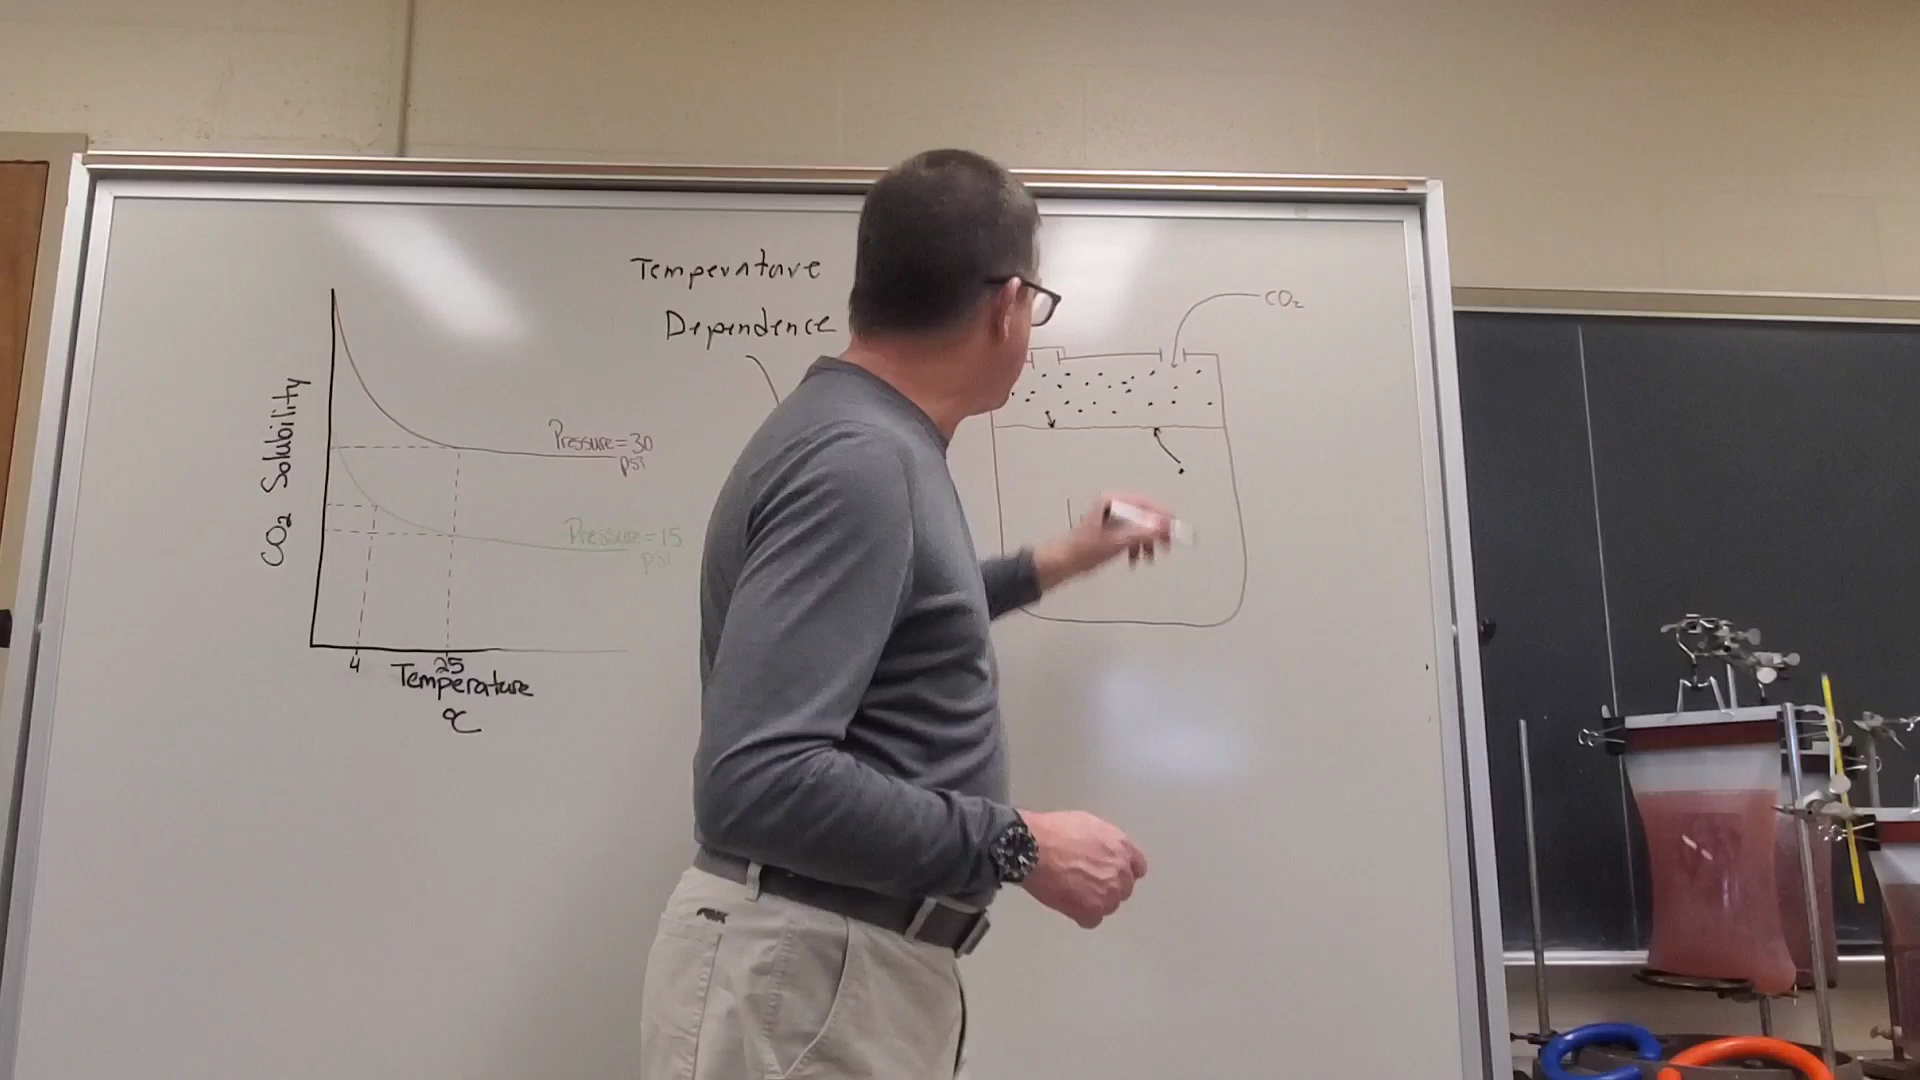 Temperature
Dependence
CO2
CO2 Solubility
Pressure=30
psi
Pressure=15
psi
4
25
Temperature
°C